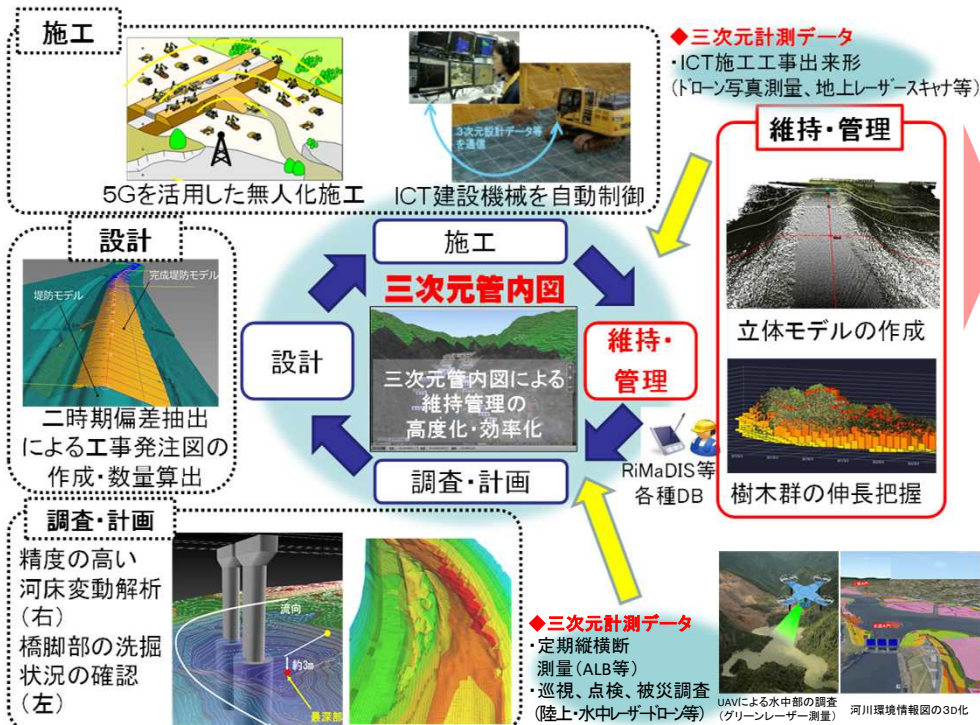 施工
5Gを活用した無人化施工
3次元設計データ等
を通信
ICT建設機械を自動制御
◆三次元計測データ
・ICT施工工事出来形
(ドローン写真測量、地上レーザースキャナ等)
維持・管理
立体モデルの作成
樹木群の伸長把握
設計
堤防モデル
完成堤防モデル
二時期偏差抽出
による工事発注図の
作成・数量算出
施工
三次元管内図
設計
三次元管内図による
維持管理の
高度化・効率化
維持・
管理
調査・計画
RiMaDIS等
各種DB
調査・計画
精度の高い
河床変動解析
(右)
橋脚部の洗掘
状況の確認
(左)
流向
約3m
最深部
◆三次元計測データ
・定期縦横断
測量(ALB等)
・巡視、点検、被災調査
(陸上・水中レーザードローン等)
UAVによる水中部の調査
(グリーンレーザー測量)
河川環境情報図の3D化